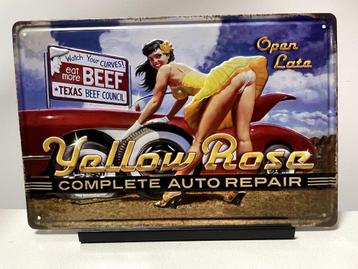 Watch Your CURVES!
eat
more
BEEF
TEXAS BEEF COUNCIL
Open
Late
Yellow Rose
COMPLETE AUTO REPAIR